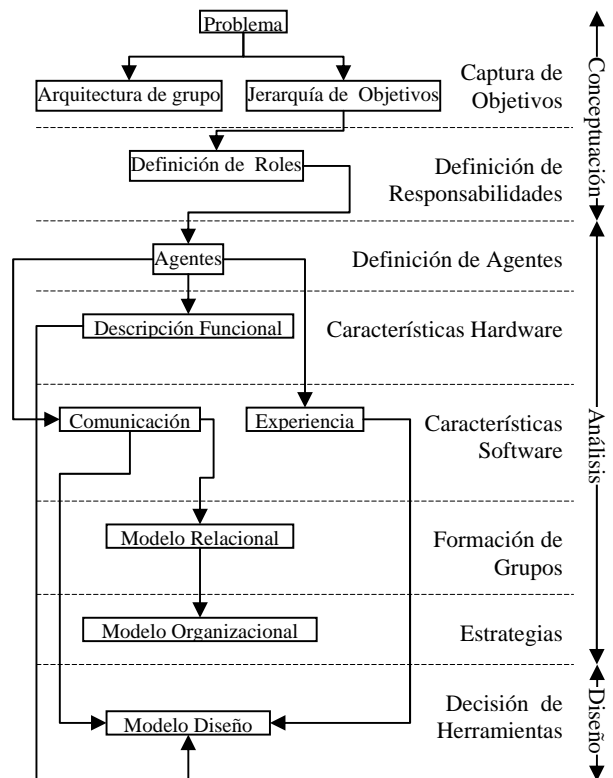 Problema
Arquitectura de grupo
Jerarquía de Objetivos
Captura de
Objetivos
Definición de Roles
Definición de
Responsabilidades
Conceptuación
Agentes
Definición de Agentes
Descripción Funcional
Características Hardware
Comunicación
Experiencia
Características
Software
Análisis
Modelo Relacional
Formación de
Grupos
Modelo Organizacional
Estrategias
Modelo Diseño
Decisión de
Herramientas
Diseño